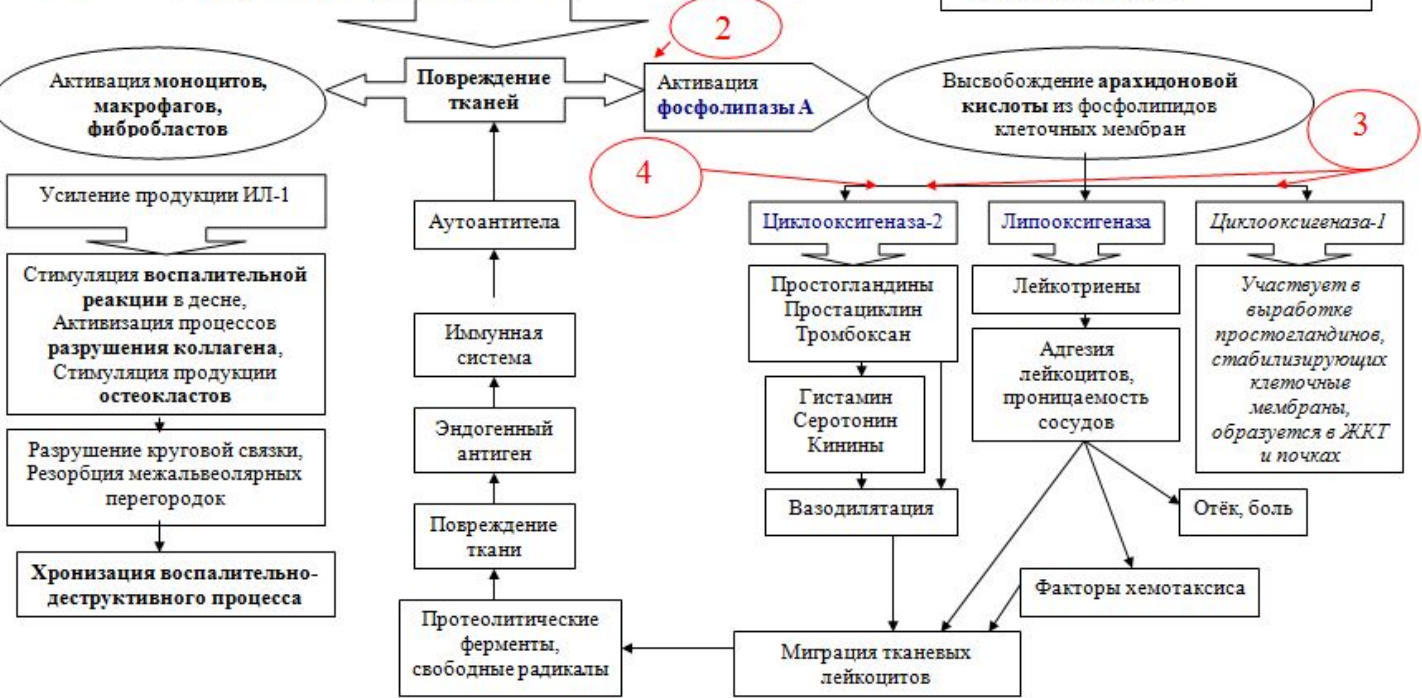 2
Активация моноцитов,
макрофагов,
фибробластов
Повреждение
тканей
Активация
фосфолипазы А
Высвобождение арахидоновой
кислоты из фосфолипидов
клеточных мембран
3
4
Усиление продукции ИЛ-1
Стимуляция воспалительной
реакции в десне,
Активизация процессов
разрушения коллагена,
Стимуляция продукции
остеокластов
Разрушение круговой связки,
Резорбция межальвеолярных
перегородок
Хронизация воспалительно-
деструктивного процесса
Аутоантитела
Иммунная
система
Эндогенный
антиген
Повреждение
ткани
Протеолитические
ферменты,
свободные радикалы
Циклооксигеназа-2
Простогландины
Простациклин
Тромбоксан
Гистамин
Серотонин
Кинины
Вазодилятация
Липооксигеназа
Лейкотриены
Адгезия
лейкоцитов,
проницаемость
сосудов
Циклооксигеназа-1
Участвует в
выработке
простогландинов,
стабилизирующих
клеточные
мембраны,
образуется в ЖКТ
и почках
Отёк, боль
Факторы хемотаксиса
Миграция тканевых
лейкоцитов